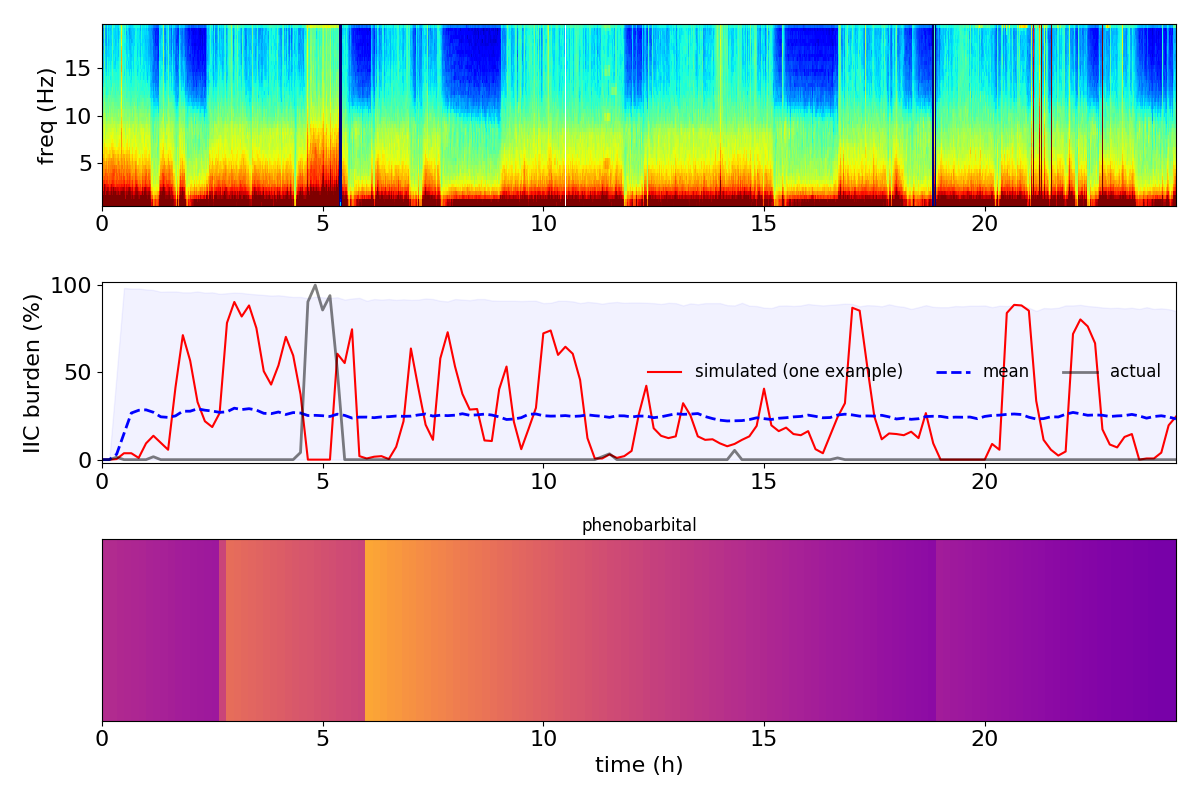 freq (Hz)
15
10
5
0 5 10 15 20
IIC burden (%)
100
50
0
simulated (one example) mean actual
0 5 10 15 20
phenobarbital
0 5 10 15 20
time (h)